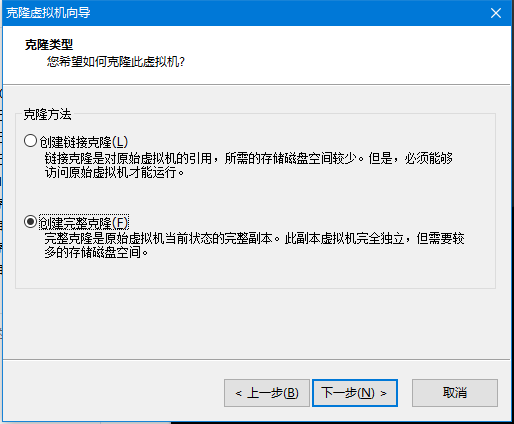 克隆虚拟机向导
克隆类型
您希望如何克隆此虚拟机?
克隆方法
创建链接克隆(L)
链接克隆是对原始虚拟机的引用，所需的存储磁盘空间较少。但是，必须能够
访问原始虚拟机才能运行。
创建完整克隆(F)
完整克隆是原始虚拟机当前状态的完整副本。此副本虚拟机完全独立，但需要较
多的存储磁盘空间。
< 上一步(B) 下一步(N) > 取消